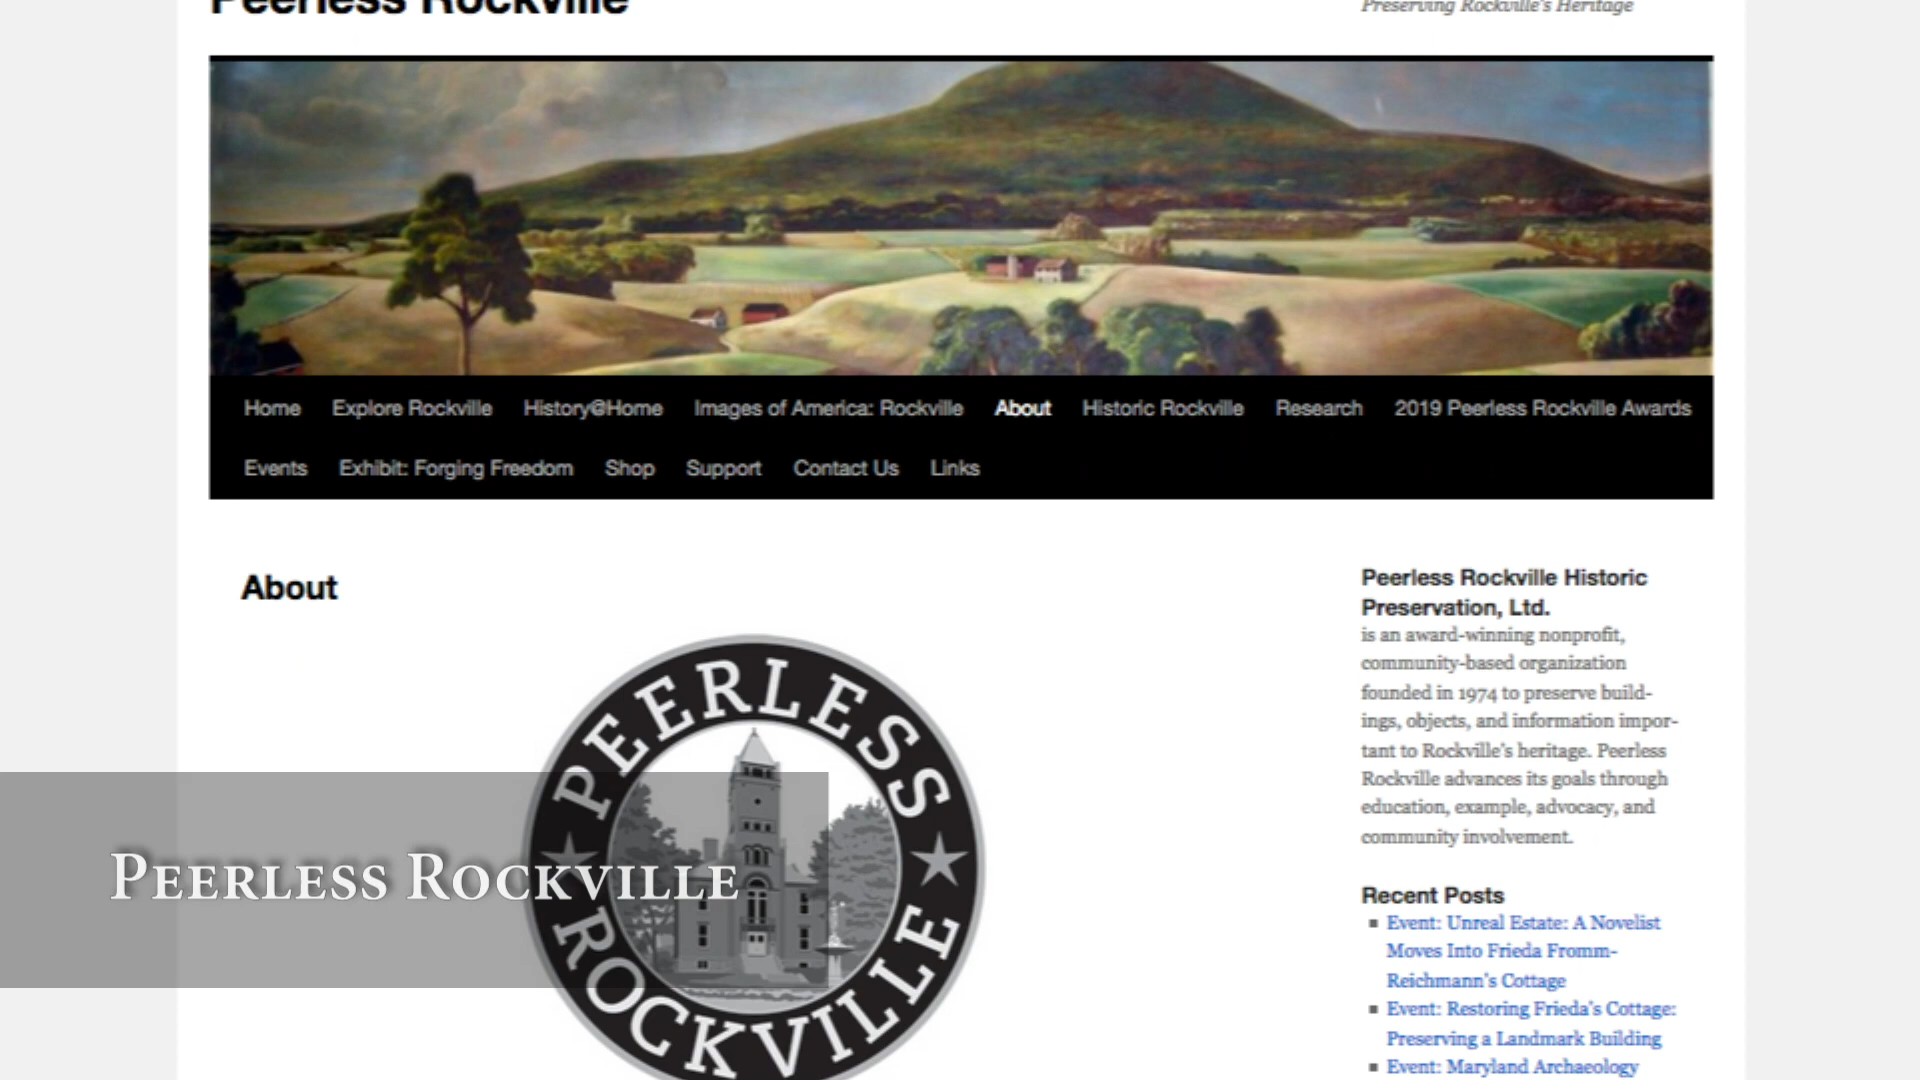 Peerless Rockville
Preserving Rockville's Heritage
Home Explore Rockville History@Home Images of America: Rockville About Historic Rockville Research 2019 Peerless Rockville Awards
Events Exhibit: Forging Freedom Shop Support Contact Us Links
About
PEERLESS
ROCKVILLE
Peerless Rockville
Peerless Rockville Historic
Preservation, Ltd.
is an award-winning nonprofit,
community-based organization
founded in 1974 to preserve build-
ings, objects, and information impor-
tant to Rockville's heritage. Peerless
Rockville advances its goals through
education, example, advocacy, and
community involvement.
Recent Posts
Event: Unreal Estate: A Novelist
Moves Into Frieda Fromm-
Reichmann's Cottage
Event: Restoring Frieda's Cottage:
Preserving a Landmark Building
Event: Maryland Archaeology